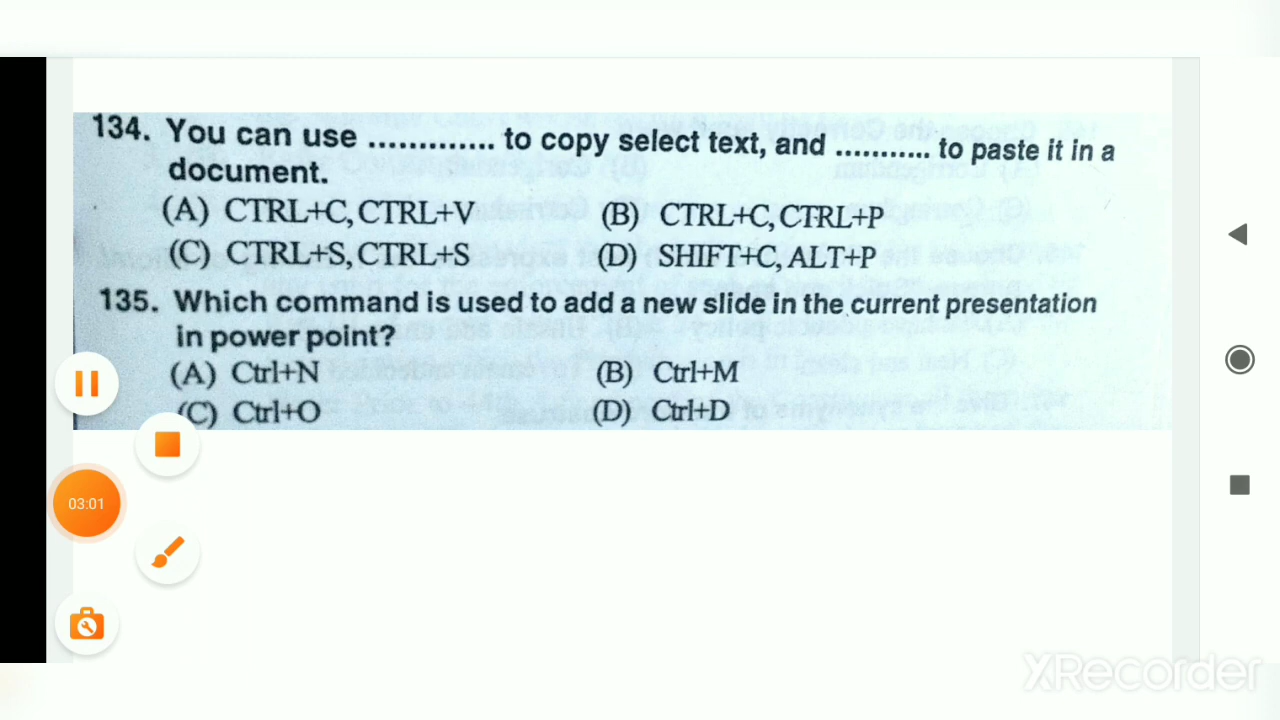 134. You can use ............. to copy select text, and ........... to paste it in a
document.
(A) CTRL+C, CTRL+V (B) CTRL+C, CTRL+P
(C) CTRL+S, CTRL+S (D) SHIFT+C, ALT+P
135. Which command is used to add a new slide in the current presentation
in power point?
(A) Ctrl+N (B) Ctrl+M
(C) Ctrl+O (D) Ctrl+D
03:01
XRecorder